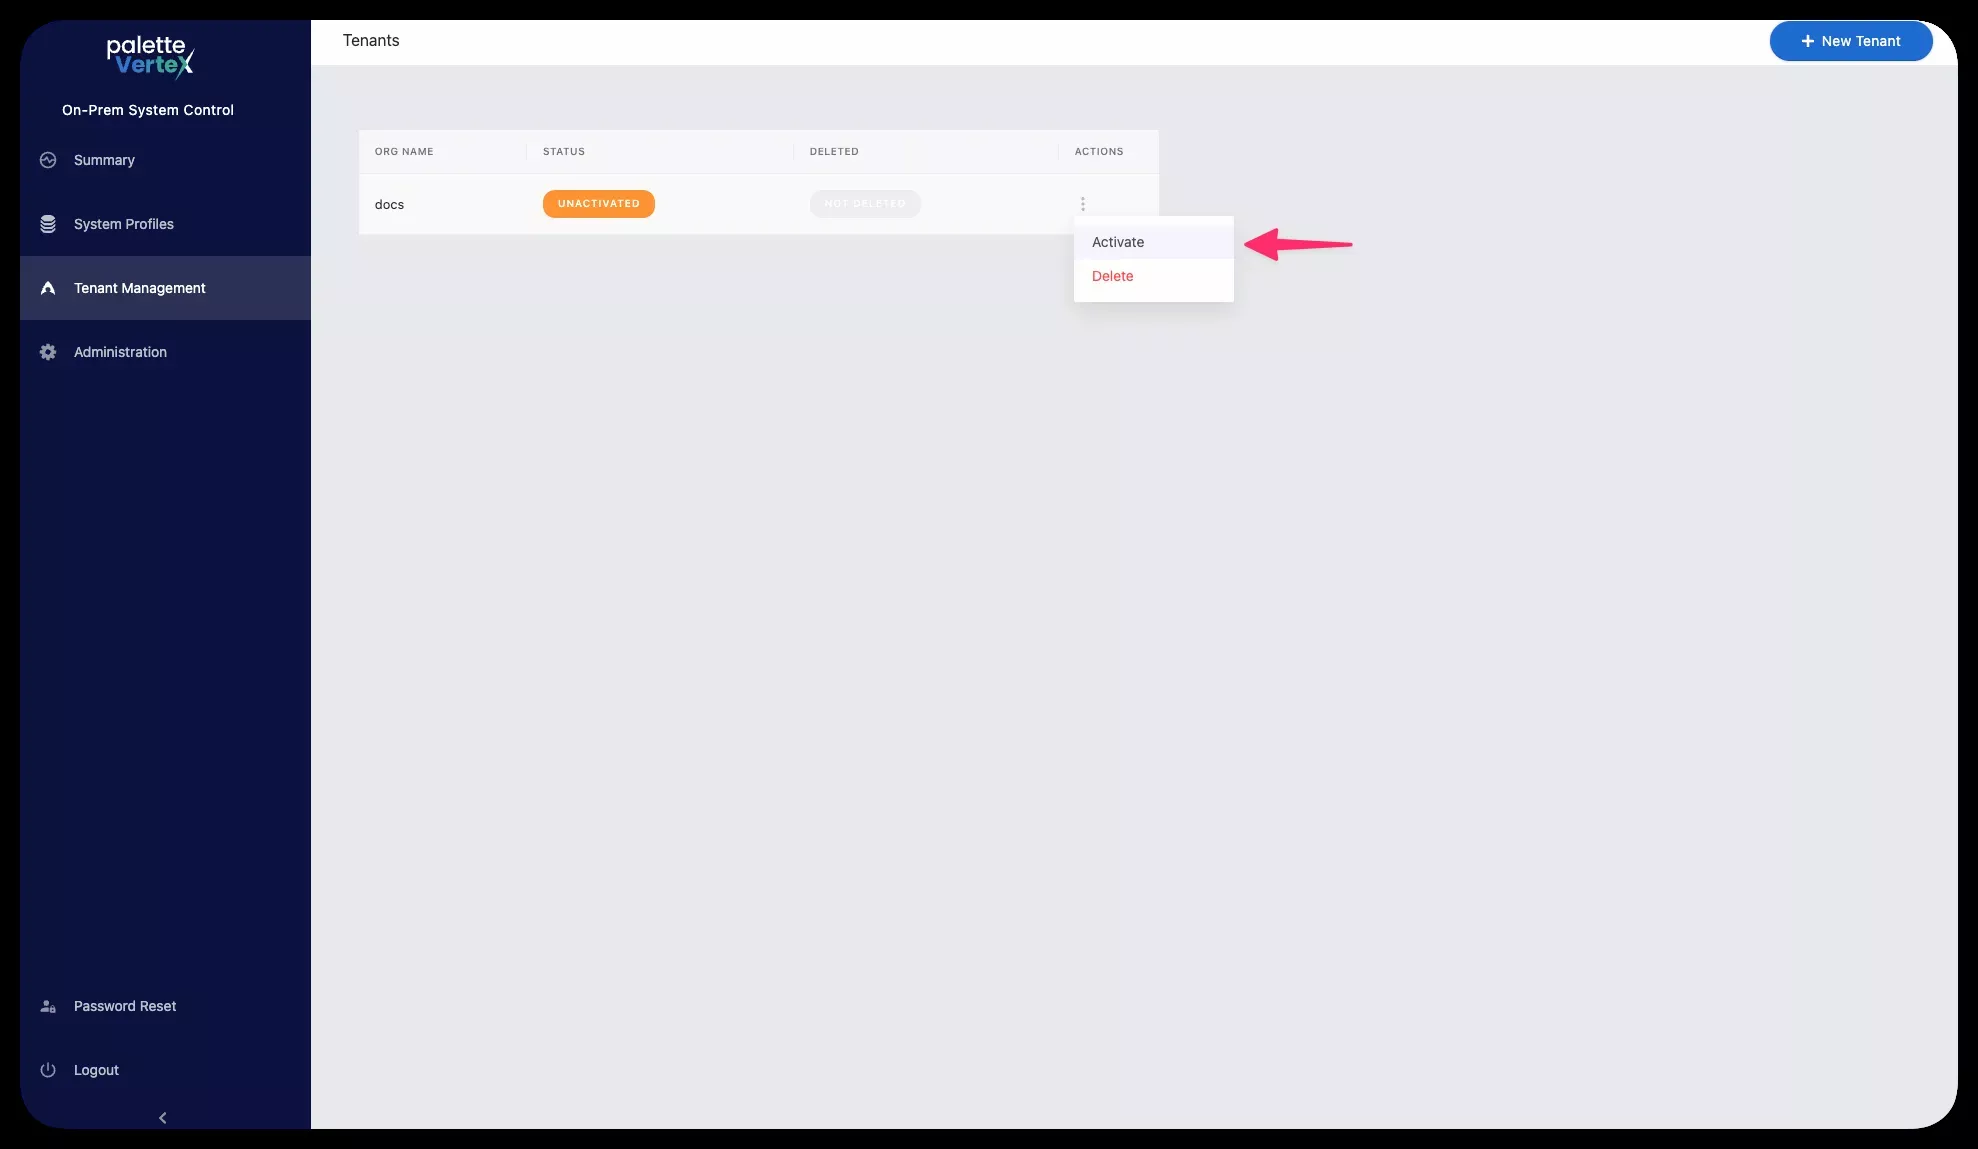 palette
VerteX
On-Prem System Control
Summary
System Profiles
Tenant Management
Administration
Password Reset
Logout
Tenants
+ New Tenant
ORG NAME STATUS DELETED ACTIONS
docs UNACTIVATED NOT DELETED
Activate
Delete